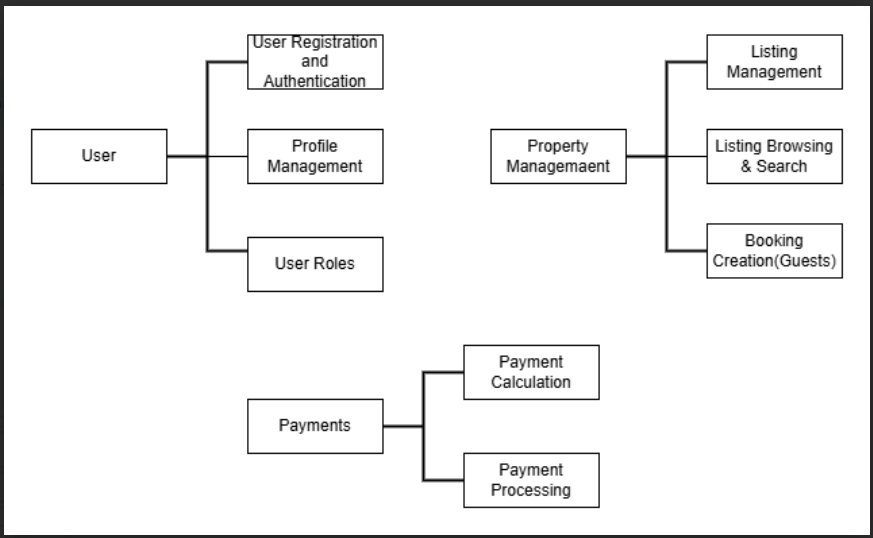 User Registration
and
Authentication
User
Profile
Management
User Roles
Listing
Management
Property
Managemaent
Listing Browsing
& Search
Booking
Creation(Guests)
Payment
Calculation
Payments
Payment
Processing